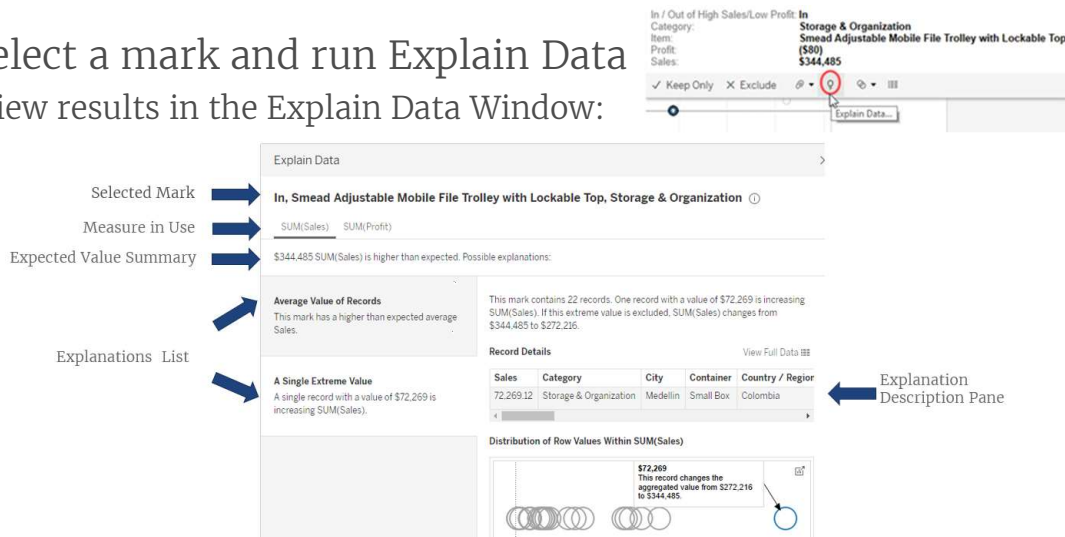 In / Out of High Sales/Low Profit: In
Category: Storage & Organization
Item: Smead Adjustable Mobile File Trolley with Lockable Top
Profit: ($80)
Sales: $344,485
✓ Keep Only ✕ Exclude
Explain Data...
elect a mark and run Explain Data
iew results in the Explain Data Window:
Explain Data
Selected Mark
In, Smead Adjustable Mobile File Trolley with Lockable Top, Storage & Organization
Measure in Use
SUM(Sales) SUM(Profit)
Expected Value Summary
$344,485 SUM(Sales) is higher than expected. Possible explanations:
Explanations List
Average Value of Records
This mark has a higher than expected average
Sales.
A Single Extreme Value
A single record with a value of $72,269 is
increasing SUM(Sales).
This mark contains 22 records. One record with a value of $72,269 is increasing
SUM(Sales). If this extreme value is excluded, SUM(Sales) changes from
$344,485 to $272,216.
Record Details View Full Data
Sales Category City Container Country / Region
72,269.12 Storage & Organization Medellin Small Box Colombia
Explanation
Description Pane
Distribution of Row Values Within SUM(Sales)
$72,269
This record changes the
aggregated value from $272,216
to $344,485.